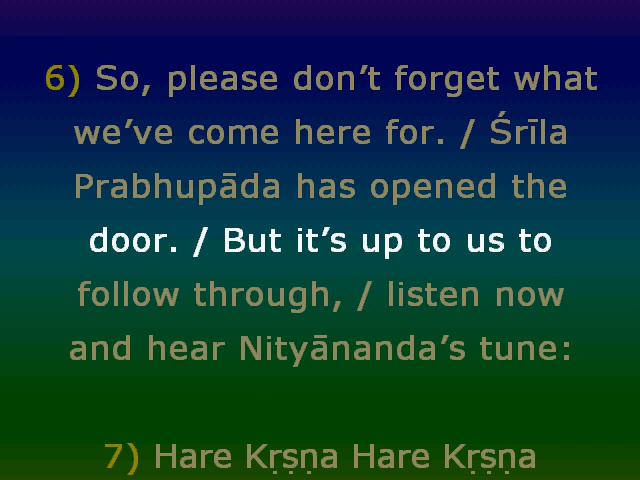 6) So, please don’t forget what
we’ve come here for. / Śrīla
Prabhupāda has opened the
door. / But it’s up to us to
follow through, / listen now
and hear Nityānanda’s tune:
7) Hare Kṛṣṇa Hare Kṛṣṇa